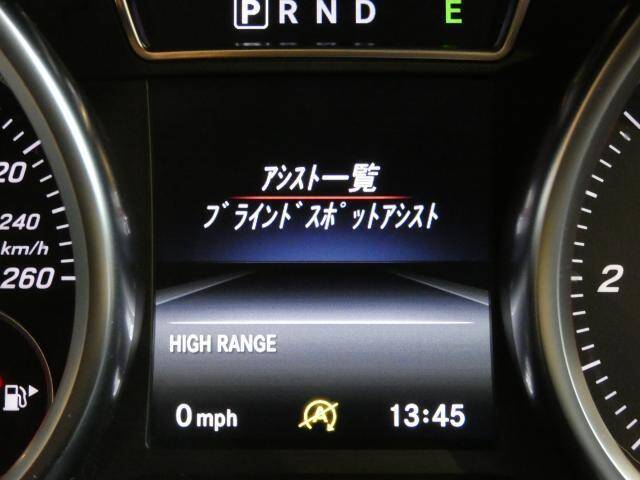 P R N D E
アシスト一覧
ブラインドスポットアシスト
20
240
km/h
260
2
HIGH RANGE
0 mph
A
13:45